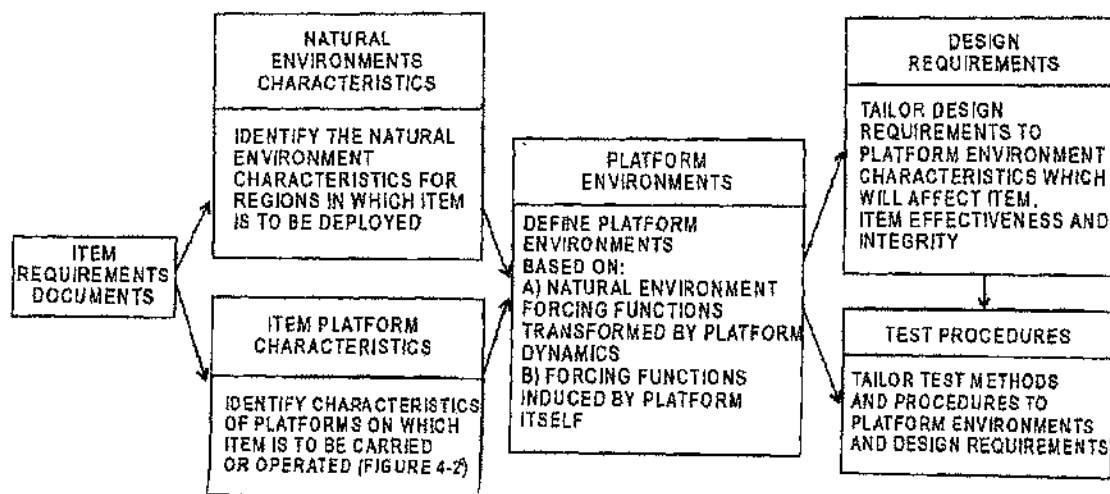 ITEM
REQUIREMENTS
DOCUMENTS
NATURAL
ENVIRONMENTS
CHARACTERISTICS
IDENTIFY THE NATURAL
ENVIRONMENT
CHARACTERISTICS FOR
REGIONS IN WHICH ITEM
IS TO BE DEPLOYED
ITEM PLATFORM
CHARACTERISTICS
IDENTIFY CHARACTERISTICS
OF PLATFORMS ON WHICH
ITEM IS TO BE CARRIED
OR OPERATED (FIGURE 4-2)
PLATFORM
ENVIRONMENTS
DEFINE PLATFORM
ENVIRONMENTS
BASED ON:
A) NATURAL ENVIRONMENT
FORCING FUNCTIONS
TRANSFORMED BY PLATFORM
DYNAMICS
B) FORCING FUNCTIONS
INDUCED BY PLATFORM
ITSELF
DESIGN
REQUIREMENTS
TAILOR DESIGN
REQUIREMENTS TO
PLATFORM ENVIRONMENT
CHARACTERISTICS WHICH
WILL AFFECT ITEM,
ITEM EFFECTIVENESS AND
INTEGRITY
TEST PROCEDURES
TAILOR TEST METHODS
AND PROCEDURES TO
PLATFORM ENVIRONMENTS
AND DESIGN REQUIREMENTS